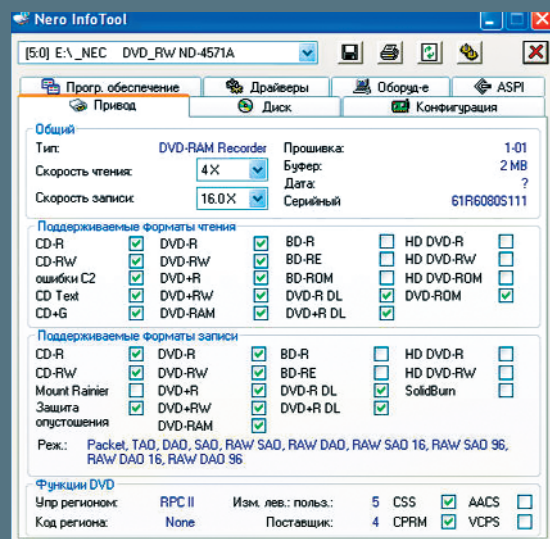 Nero InfoTool
[5:0] E:\ _NEC DVD_RW ND-4571A
Прогр. обеспечение Драйверы Оборуд-е ASPI
Привод Диск Конфигурация
Общий
Тип: DVD-RAM Recorder Прошивка: 1-01
Скорость чтения: 4X Буфер: 2 MB
Дата: ?
Скорость записи: 16.0X Серийный 61R6080S111
Поддерживаемые форматы чтения
CD-R DVD-R BD-R HD DVD-R
CD-RW DVD-RW BD-RE HD DVD-RW
ошибки C2 DVD+R BD-ROM HD DVD-ROM
CD Text DVD+RW DVD-R DL DVD-ROM
CD+G DVD-RAM DVD+R DL
Поддерживаемые форматы записи
CD-R DVD-R BD-R HD DVD-R
CD-RW DVD-RW BD-RE HD DVD-RW
Mount Rainier DVD+R DVD-R DL SolidBurn
Защита DVD+RW DVD+R DL
опустошения DVD-RAM
Реж.: Packet, TAO, DAO, SAO, RAW SAO, RAW DAO, RAW SAO 16, RAW SAO 96,
RAW DAO 16, RAW DAO 96
Функции DVD
Упр регионом: RPC II Изм. лев.: польз.: 5 CSS AACS
Код региона: None Поставщик: 4 CPRM VCPS